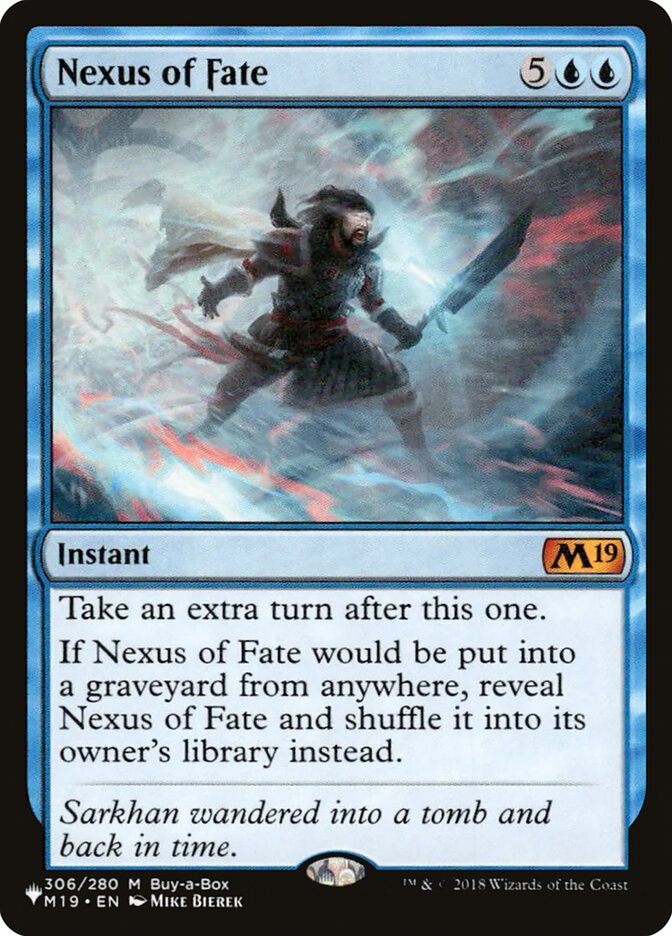 Nexus of Fate 5
Instant M19
Take an extra turn after this one.
If Nexus of Fate would be put into
a graveyard from anywhere, reveal
Nexus of Fate and shuffle it into its
owner's library instead.
Sarkhan wandered into a tomb and
back in time.
306/280 M Buy-a-Box
M19 • EN Mike Bierek
™ & © 2018 Wizards of the Coast